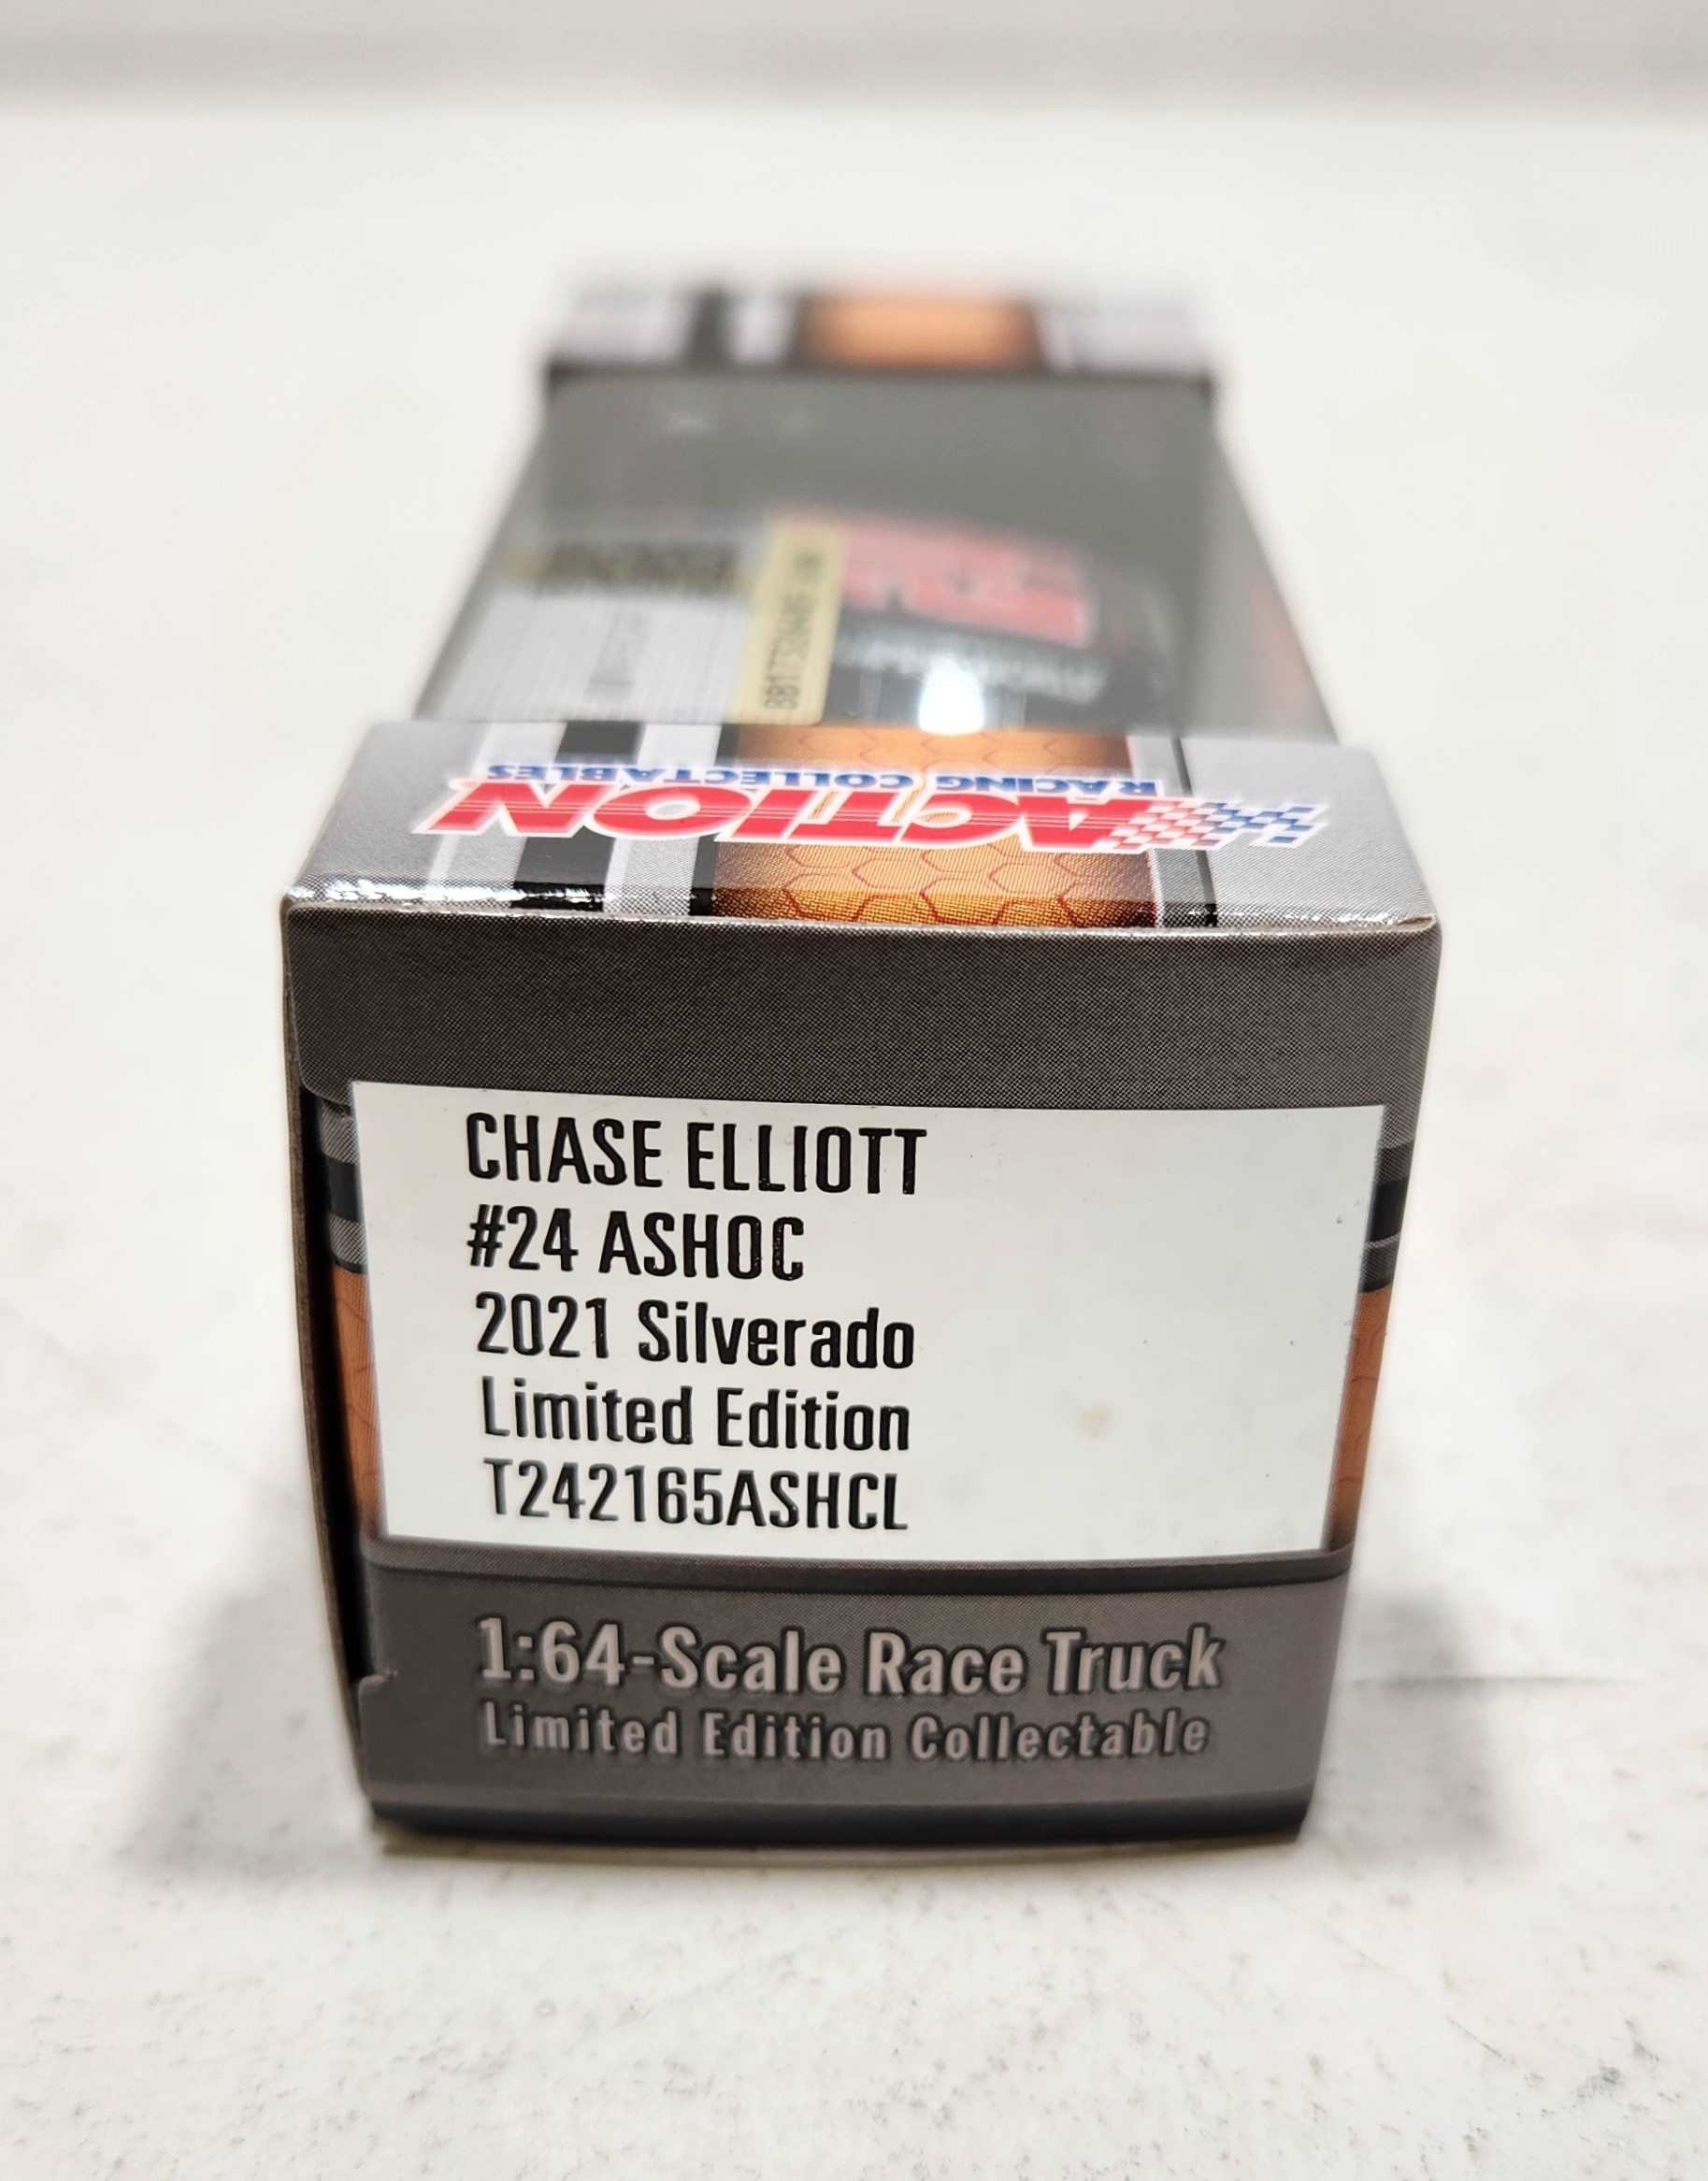 ACTION
RACING COLLECTABLES
CHASE ELLIOTT
#24 ASHOC
2021 Silverado
Limited Edition
T242165ASHCL
1:64-Scale Race Truck
Limited Edition Collectable